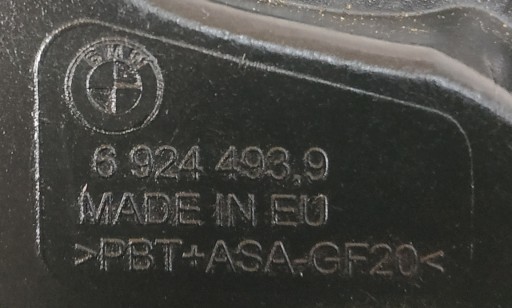 BMW
6 924 493.9
MADE IN EU
>PBT+ASA-GF20<